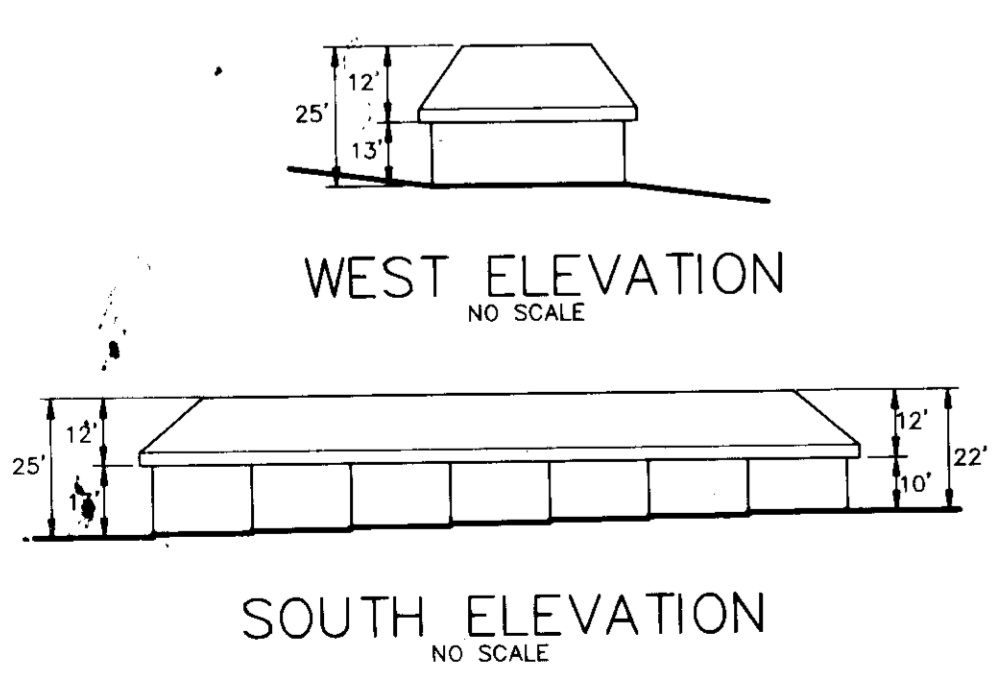 12'
25'
13'
WEST ELEVATION
NO SCALE
12'
12'
25'
22'
10'
SOUTH ELEVATION
NO SCALE